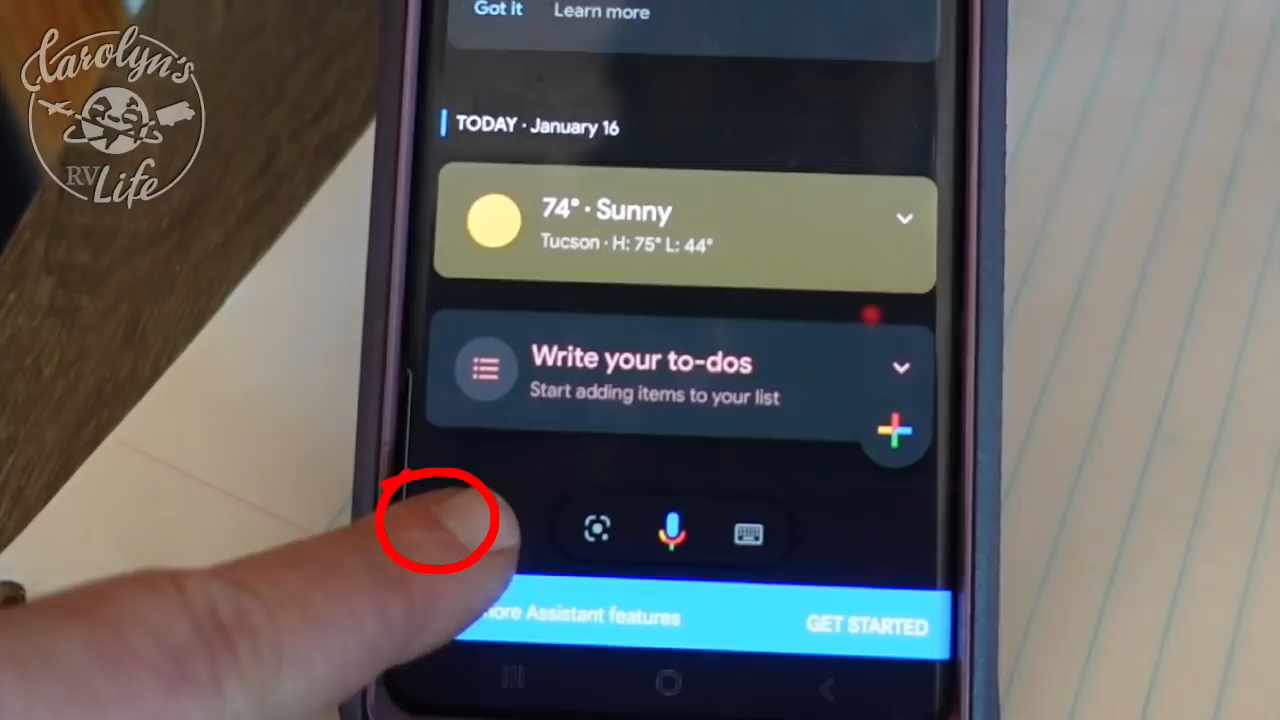 Carolyn's
RV Life
Got it Learn more
TODAY · January 16
74° · Sunny
Tucson · H: 75° L: 44°
Write your to-dos
Start adding items to your list
Assistant features GET STARTED